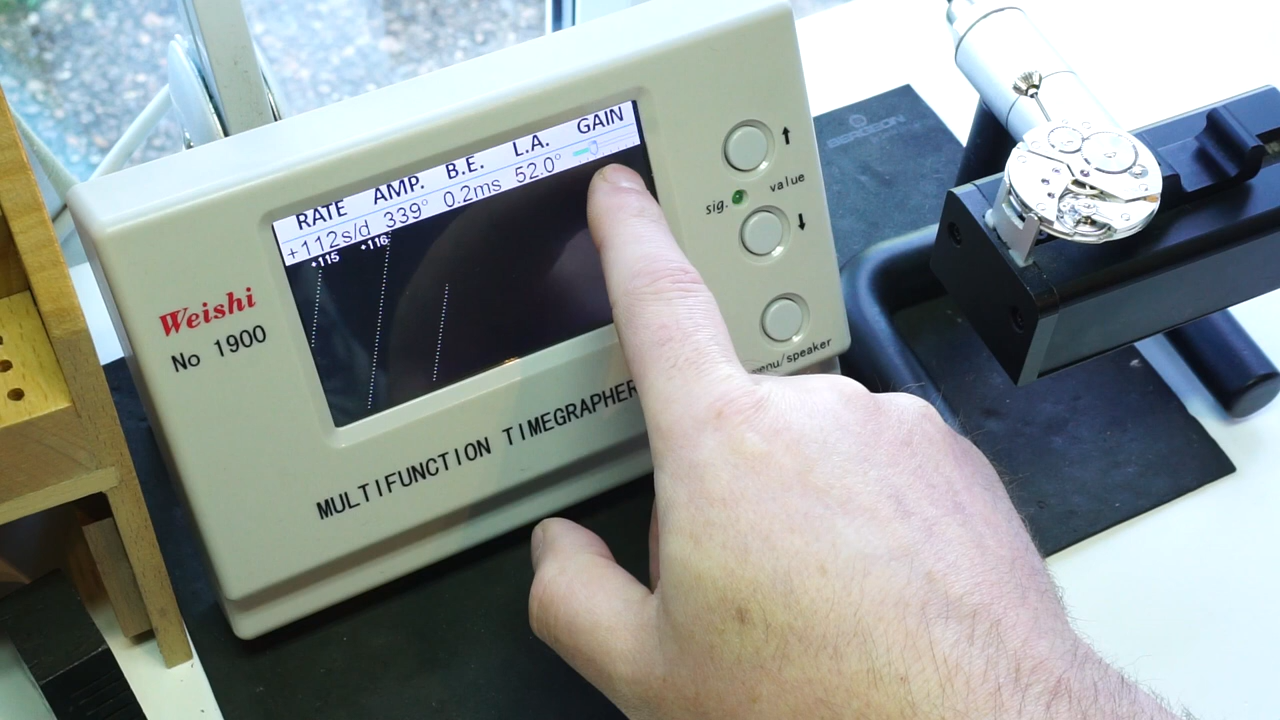 RATE AMP. B.E. L.A. GAIN
+112s/d 339° 0.2ms 52.0°
+115 +116
Weishi
No 1900
MULTIFUNCTION TIMEGRAPHER
sig. value
menu/speaker
BERGEON